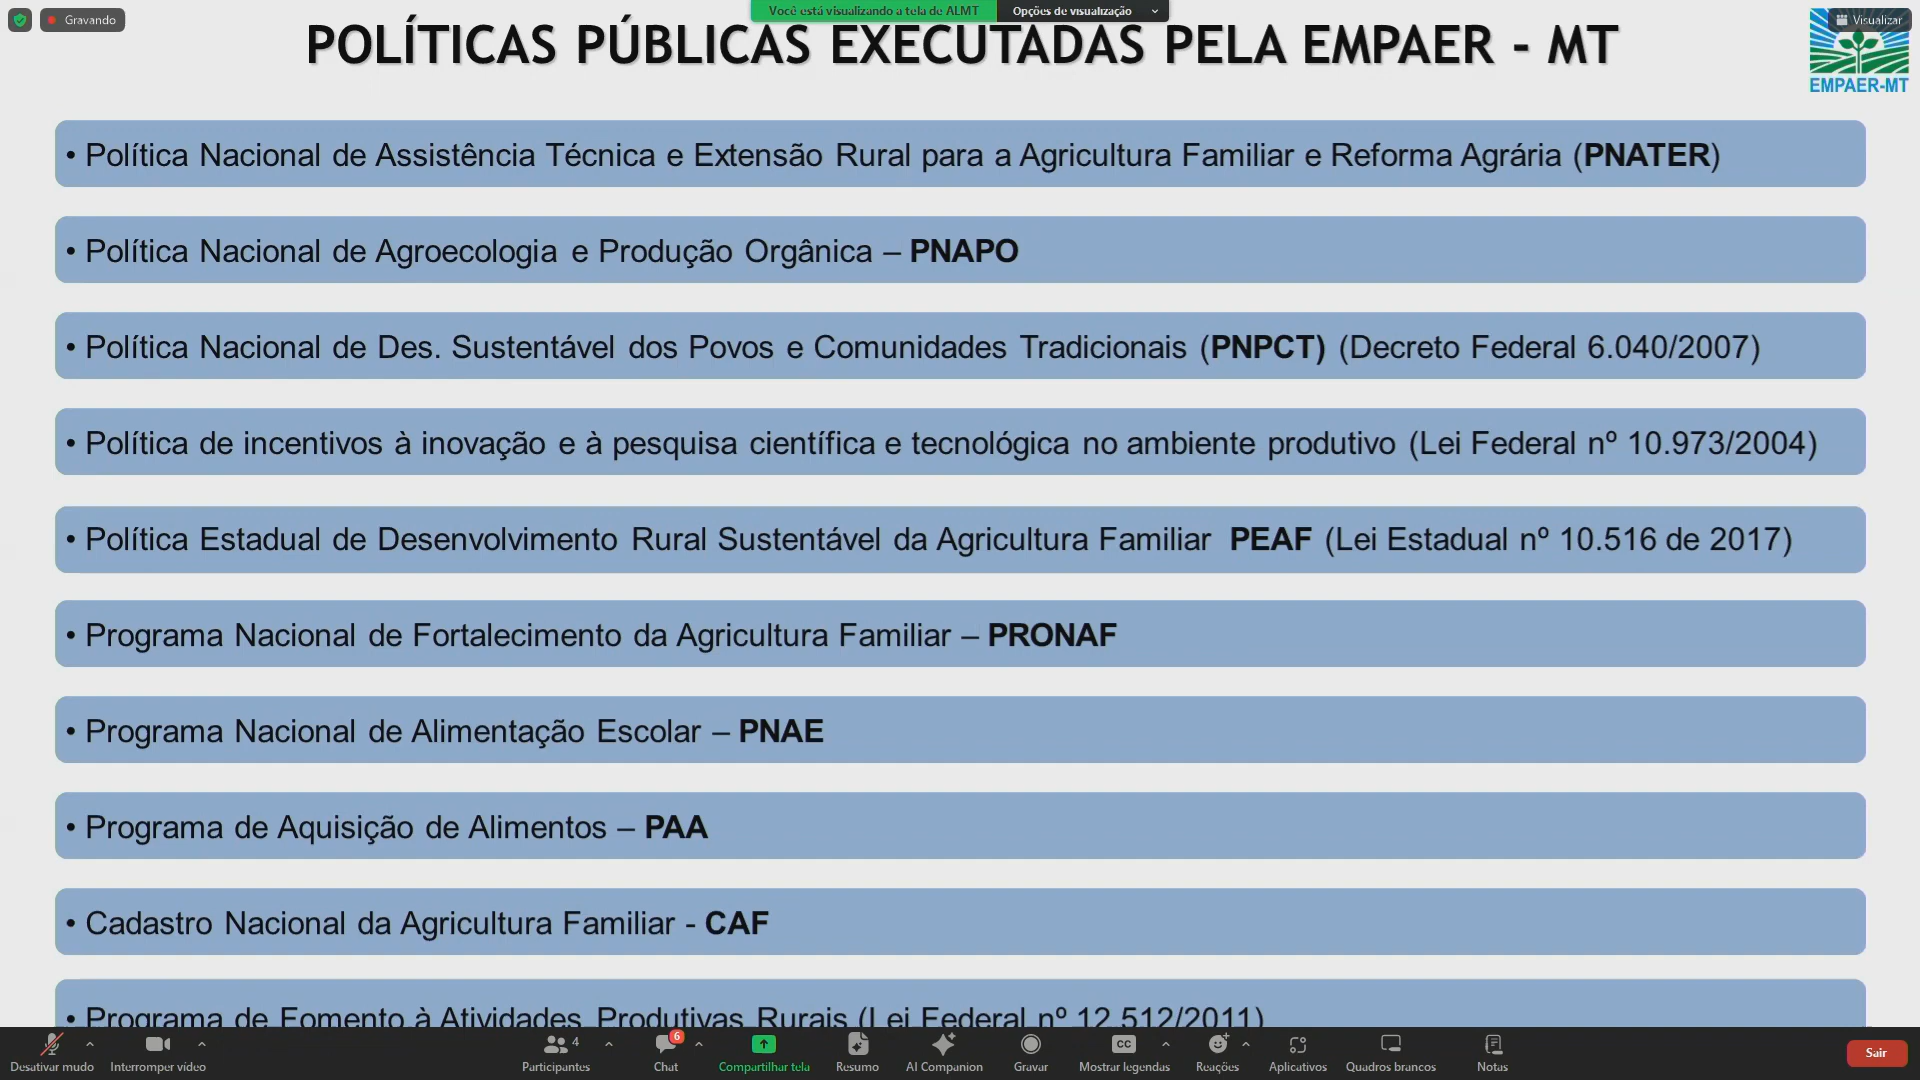 Gravando
Você está visualizando a tela de ALMT
Opções de visualização
Visualizar
POLÍTICAS PÚBLICAS EXECUTADAS PELA EMPAER - MT
EMPAER-MT
• Política Nacional de Assistência Técnica e Extensão Rural para a Agricultura Familiar e Reforma Agrária (PNATER)
• Política Nacional de Agroecologia e Produção Orgânica – PNAPO
• Política Nacional de Des. Sustentável dos Povos e Comunidades Tradicionais (PNPCT) (Decreto Federal 6.040/2007)
• Política de incentivos à inovação e à pesquisa científica e tecnológica no ambiente produtivo (Lei Federal nº 10.973/2004)
• Política Estadual de Desenvolvimento Rural Sustentável da Agricultura Familiar PEAF (Lei Estadual nº 10.516 de 2017)
• Programa Nacional de Fortalecimento da Agricultura Familiar – PRONAF
• Programa Nacional de Alimentação Escolar – PNAE
• Programa de Aquisição de Alimentos – PAA
• Cadastro Nacional da Agricultura Familiar - CAF
• Programa de Fomento à Atividades Produtivas Rurais (Lei Federal nº 12.512/2011)
4
6
CC
Desativar mudo
Interromper vídeo
Participantes
Chat
Compartilhar tela
Resumo
AI Companion
Gravar
Mostrar legendas
Reações
Aplicativos
Quadros brancos
Notas
Sair